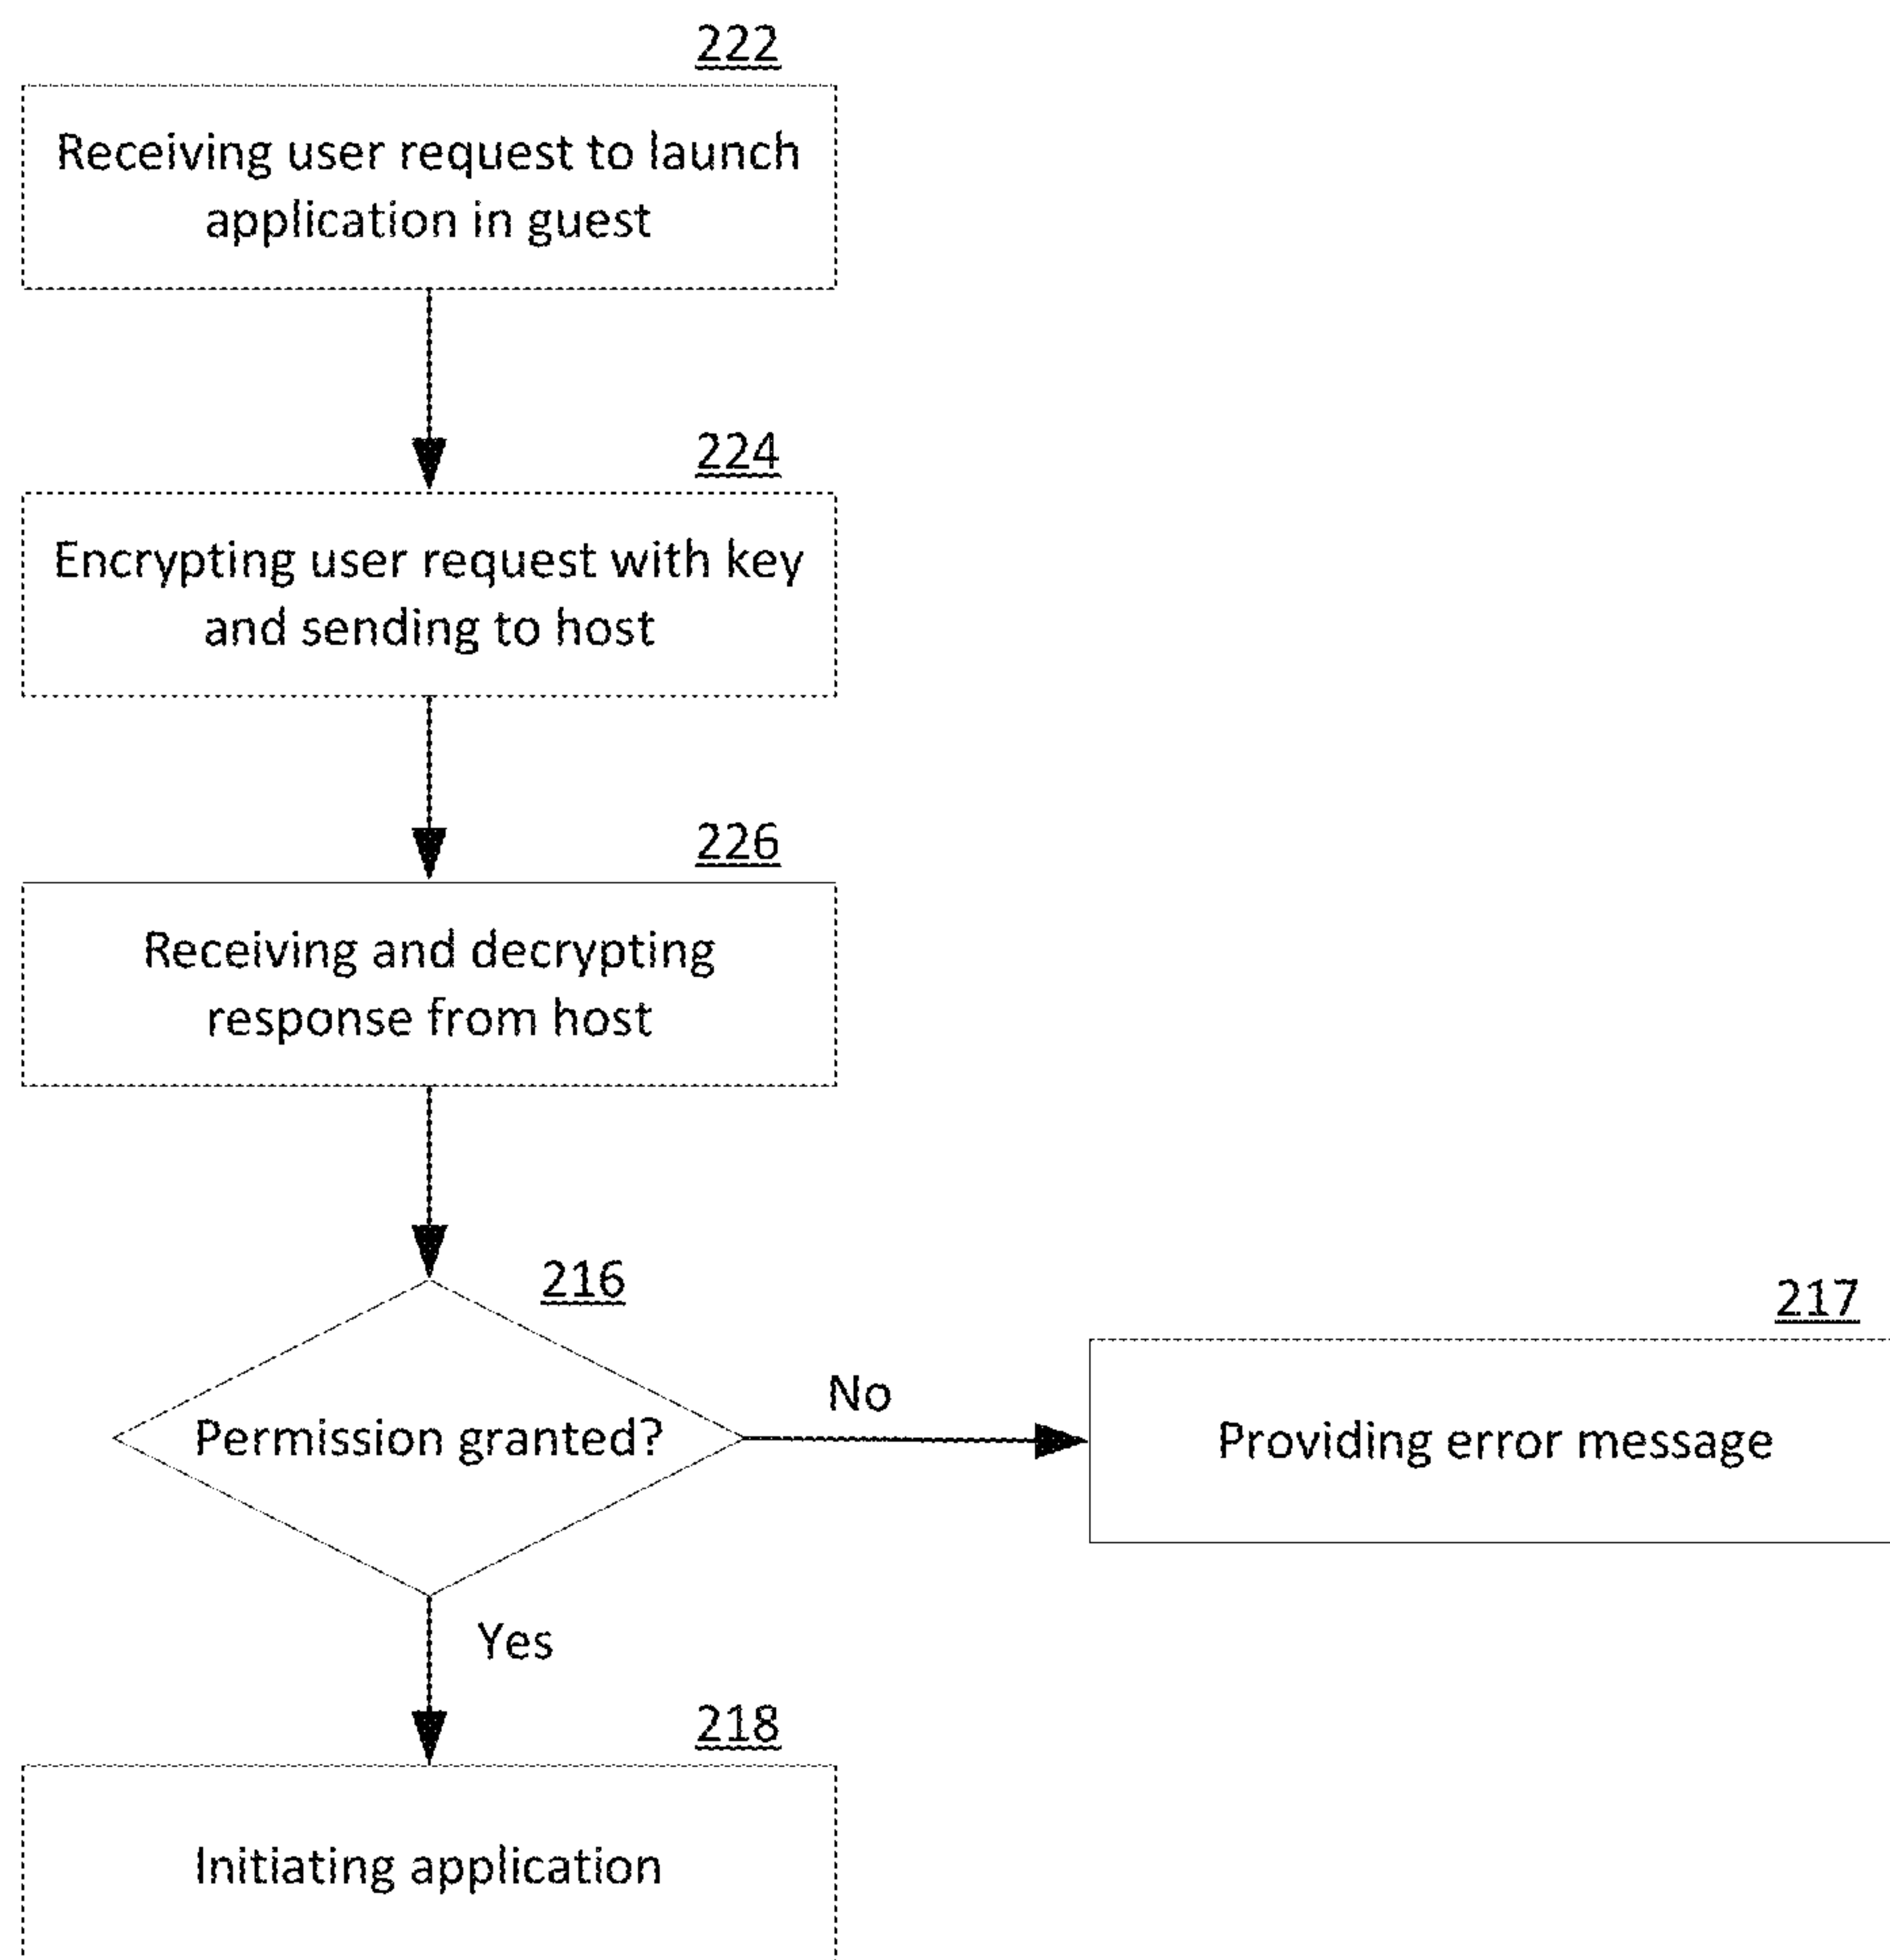 222
Receiving user request to launch
application in guest
224
Encrypting user request with key
and sending to host
226
Receiving and decrypting
response from host
216
Permission granted?
No
217
Providing error message
Yes
218
Initiating application